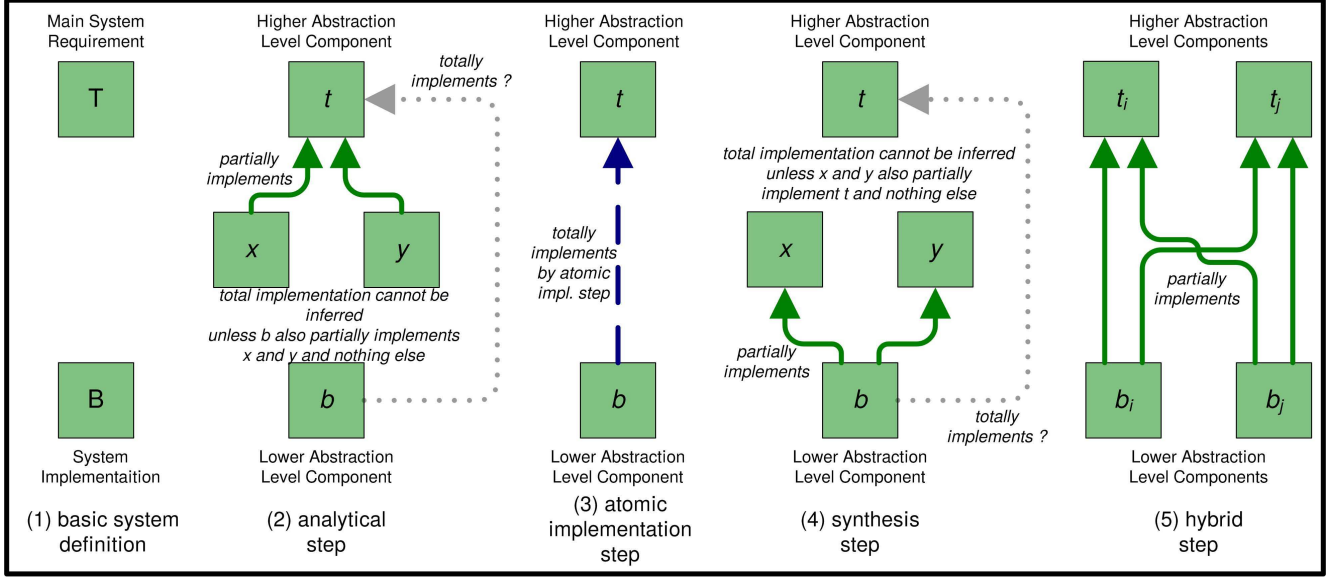 Main System
Requirement
T
B
System
Implementaition
(1) basic system
definition
Higher Abstraction
Level Component
totally
implements ?
t
partially
implements
x
y
total implementation cannot be
inferred
unless b also partially implements
x and y and nothing else
b
Lower Abstraction
Level Component
(2) analytical
step
Higher Abstraction
Level Component
t
totally
implements
by atomic
impl. step
b
Lower Abstraction
Level Component
(3) atomic
implementation
step
Higher Abstraction
Level Component
t
total implementation cannot be inferred
unless x and y also partially
implement t and nothing else
x
y
partially
implements
b
totally
implements ?
Lower Abstraction
Level Component
(4) synthesis
step
Higher Abstraction
Level Components
ti
tj
partially
implements
bi
bj
Lower Abstraction
Level Components
(5) hybrid
step